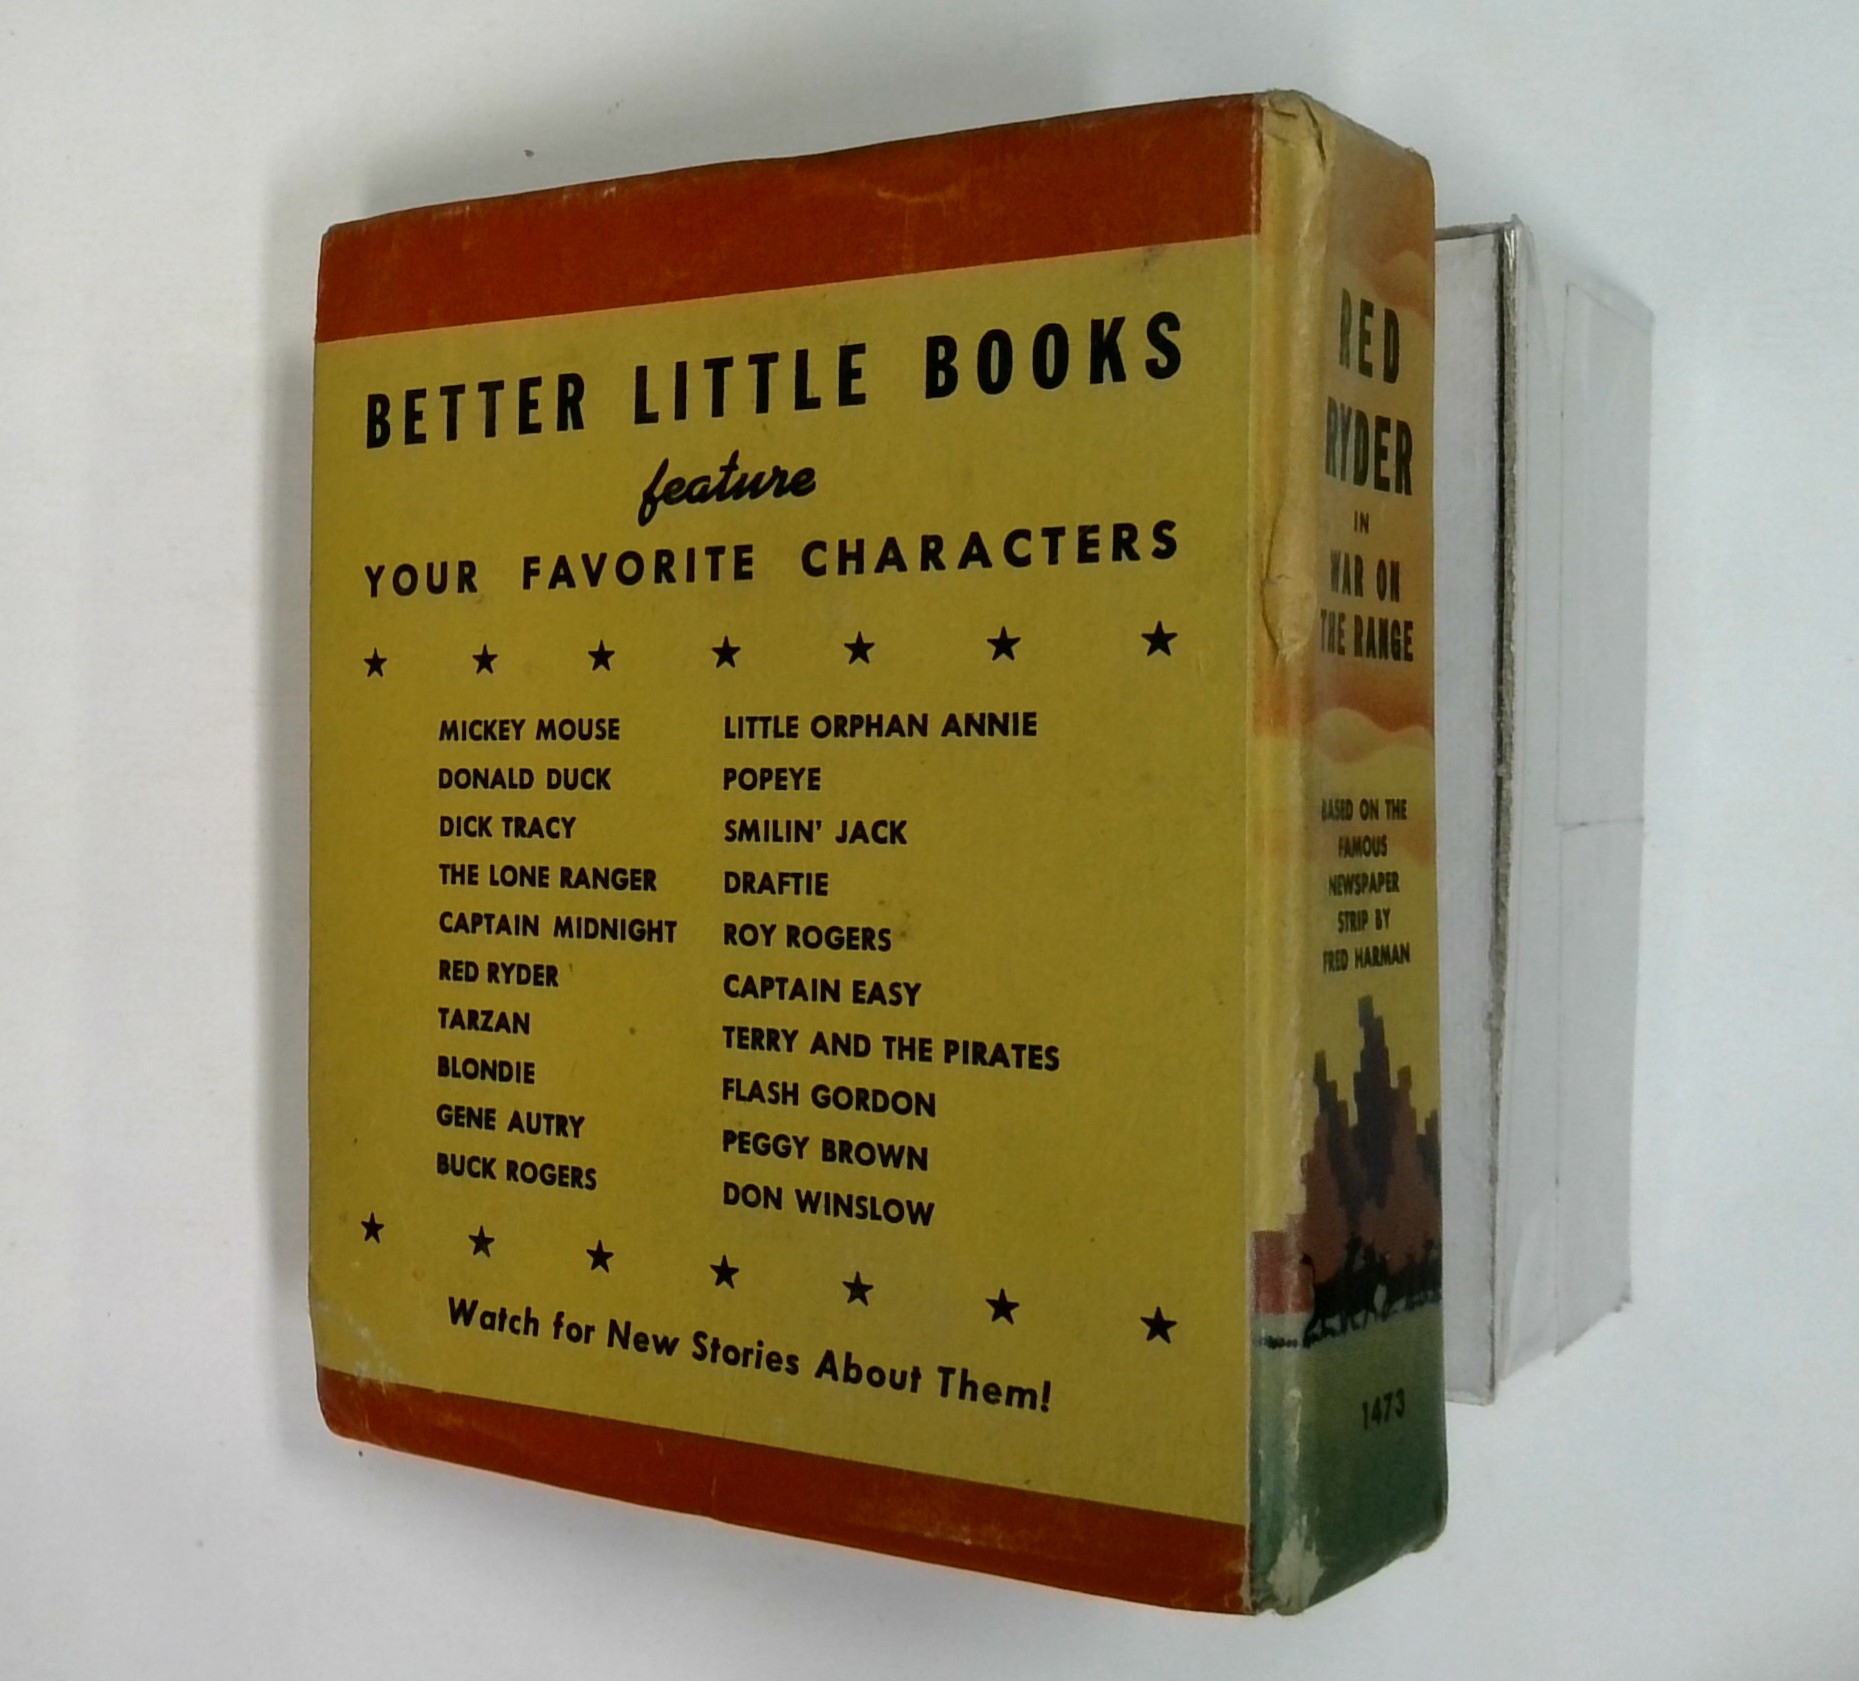 BETTER LITTLE BOOKS
feature
YOUR FAVORITE CHARACTERS
MICKEY MOUSE
DONALD DUCK
DICK TRACY
THE LONE RANGER
CAPTAIN MIDNIGHT
RED RYDER
TARZAN
BLONDIE
GENE AUTRY
BUCK ROGERS
LITTLE ORPHAN ANNIE
POPEYE
SMILIN' JACK
DRAFTIE
ROY ROGERS
CAPTAIN EASY
TERRY AND THE PIRATES
FLASH GORDON
PEGGY BROWN
DON WINSLOW
Watch for New Stories About Them!
RED
RYDER
IN
WAR ON
THE RANGE
BASED ON THE
FAMOUS
NEWSPAPER
STRIP BY
FRED HARMAN
1473